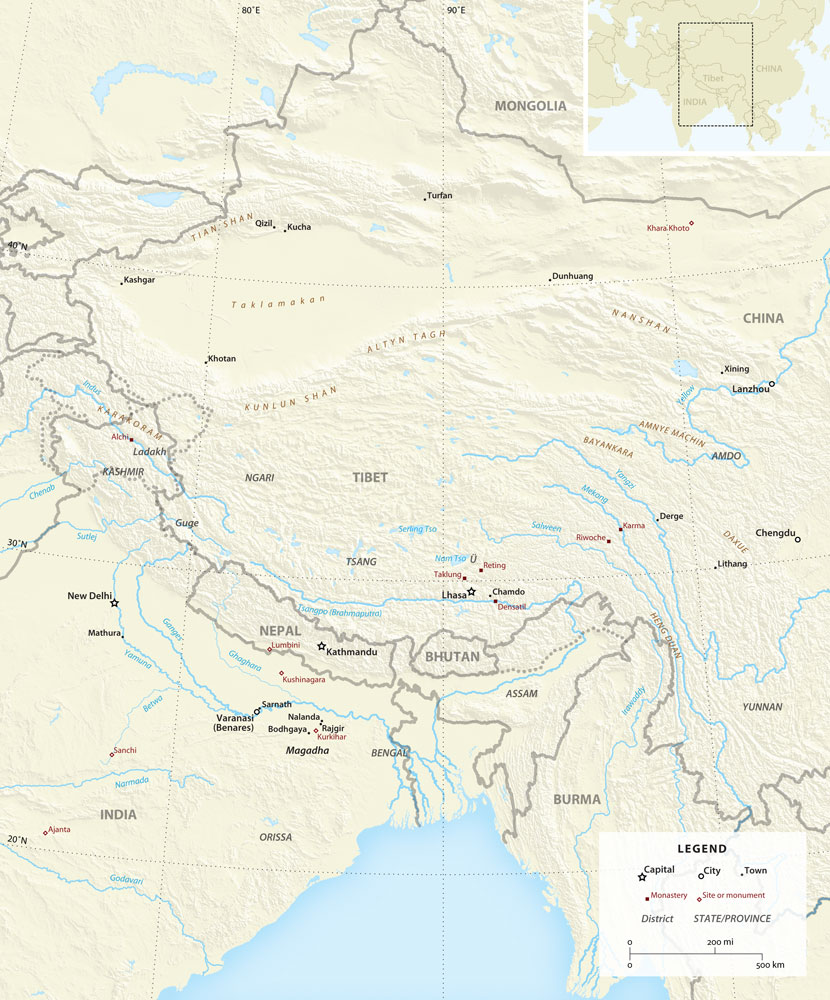 80°E
90°E
CHINA
Tibet
INDIA
MONGOLIA
Turfan
Qizil
Kucha
TIAN SHAN
Khara Khoto
40°N
Kashgar
Dunhuang
Taklamakan
NANSHAN
CHINA
ALTYN TAGH
Khotan
Xining
Lanzhou
KUNLUN SHAN
Indus
Yellow
KARAKORAM
Alchi
Ladakh
AMNYE MACHIN
BAYANKARA
AMDO
KASHMIR
NGARI
TIBET
Yangzi
Chenab
Mekong
Guge
Serling Tso
Salween
Karma
Derge
Sutlej
Riwoche
DAXUE
Chengdu
30°N
TSANG
Nam Tso
Ü
Reting
Taklung
Lithang
New Delhi
Lhasa
Chamdo
Densatil
Tsangpo (Brahmaputra)
Mathura
Ganges
NEPAL
Lumbini
Kathmandu
BHUTAN
HENG DUAN
Yamuna
Ghaghara
Kushinagara
ASSAM
Irrawaddy
Betwa
Sarnath
Varanasi
(Benares)
Nalanda
Rajgir
Bodhgaya
Kurkihar
YUNNAN
Sanchi
Magadha
BENGAL
Narmada
BURMA
INDIA
Ajanta
ORISSA
20°N
Godavari
LEGEND
Capital
City
Town
Monastery
Site or monument
District
STATE/PROVINCE
0
200 mi
0
500 km